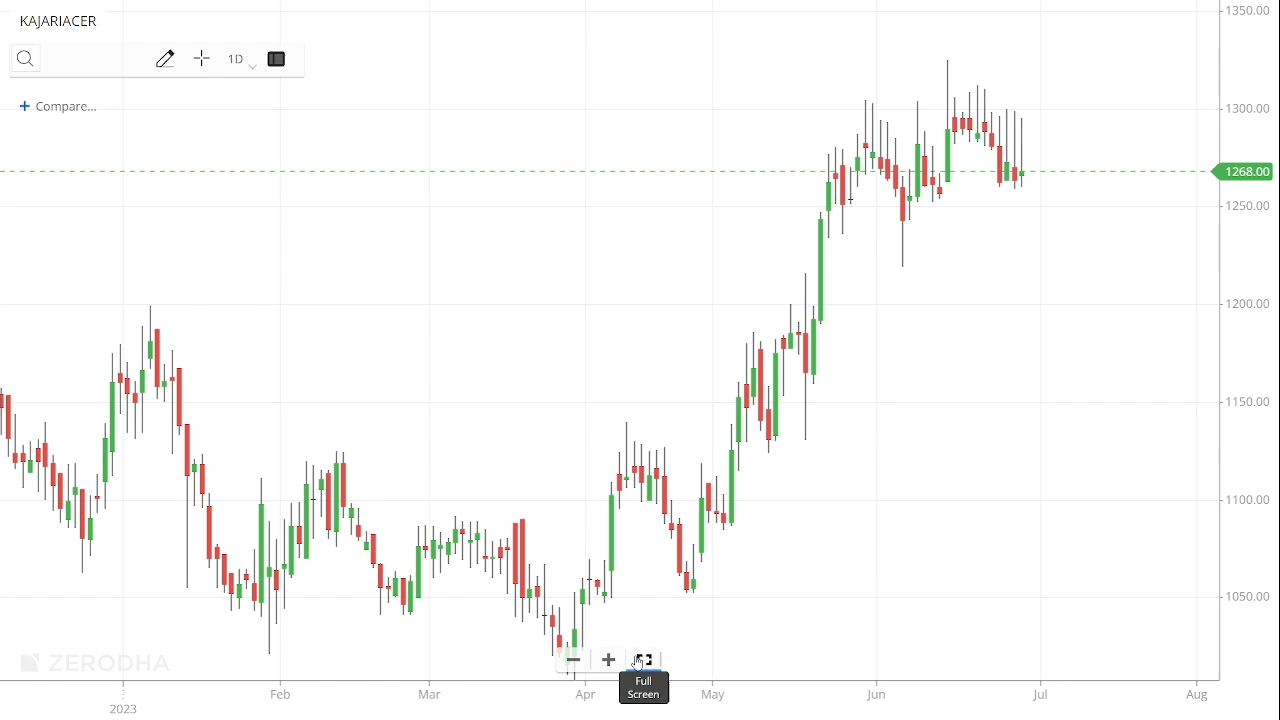 KAJARIACER
1D
+ Compare...
1350.00
1300.00
1268.00
1250.00
1200.00
1150.00
1100.00
1050.00
ZERODHA
Full
Screen
Feb Mar Apr May Jun Jul Aug
2023